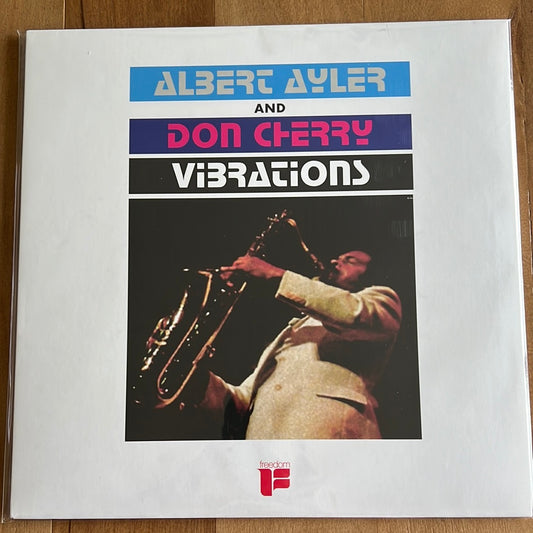 ALBERT AYLER
AND
DON CHERRY
ViBRATiONS
freedom
F